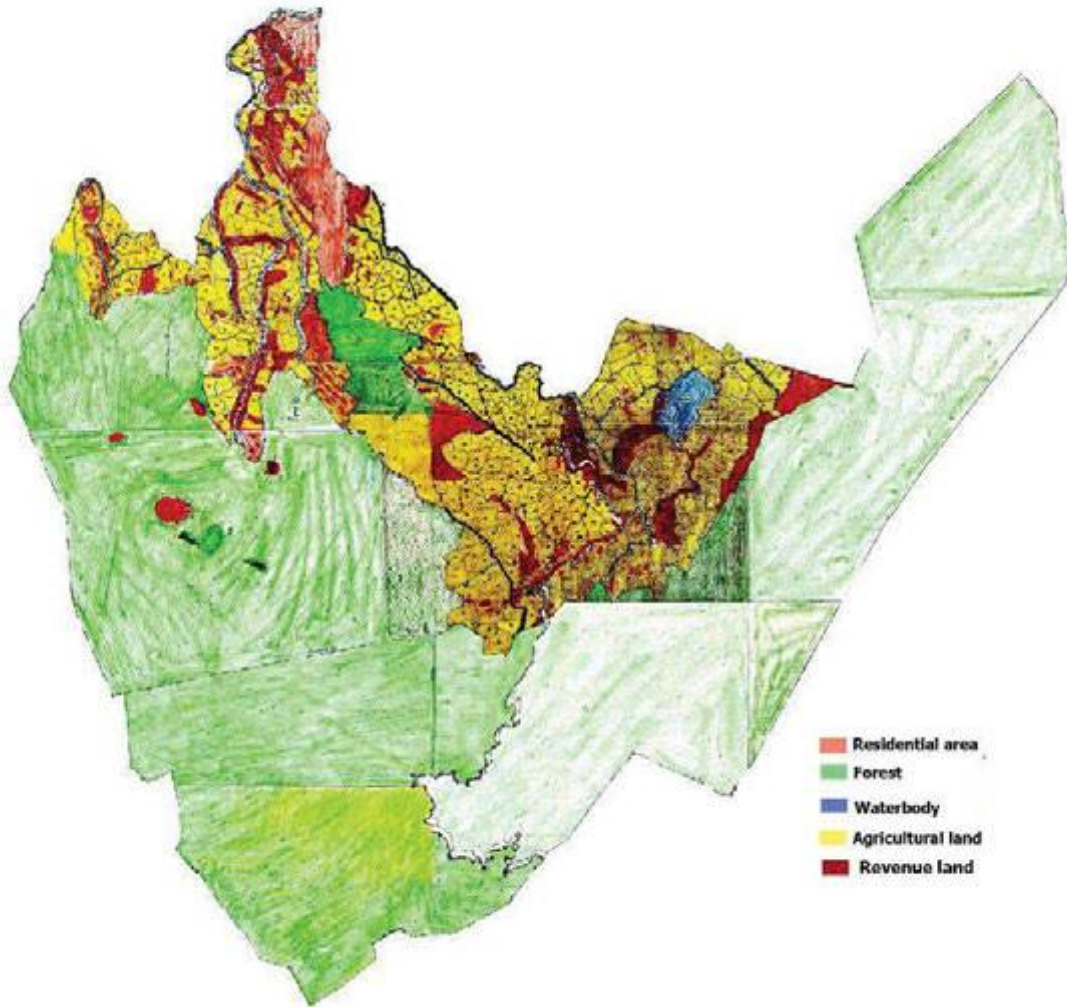 Residential area
Forest
Waterbody
Agricultural land
Revenue land